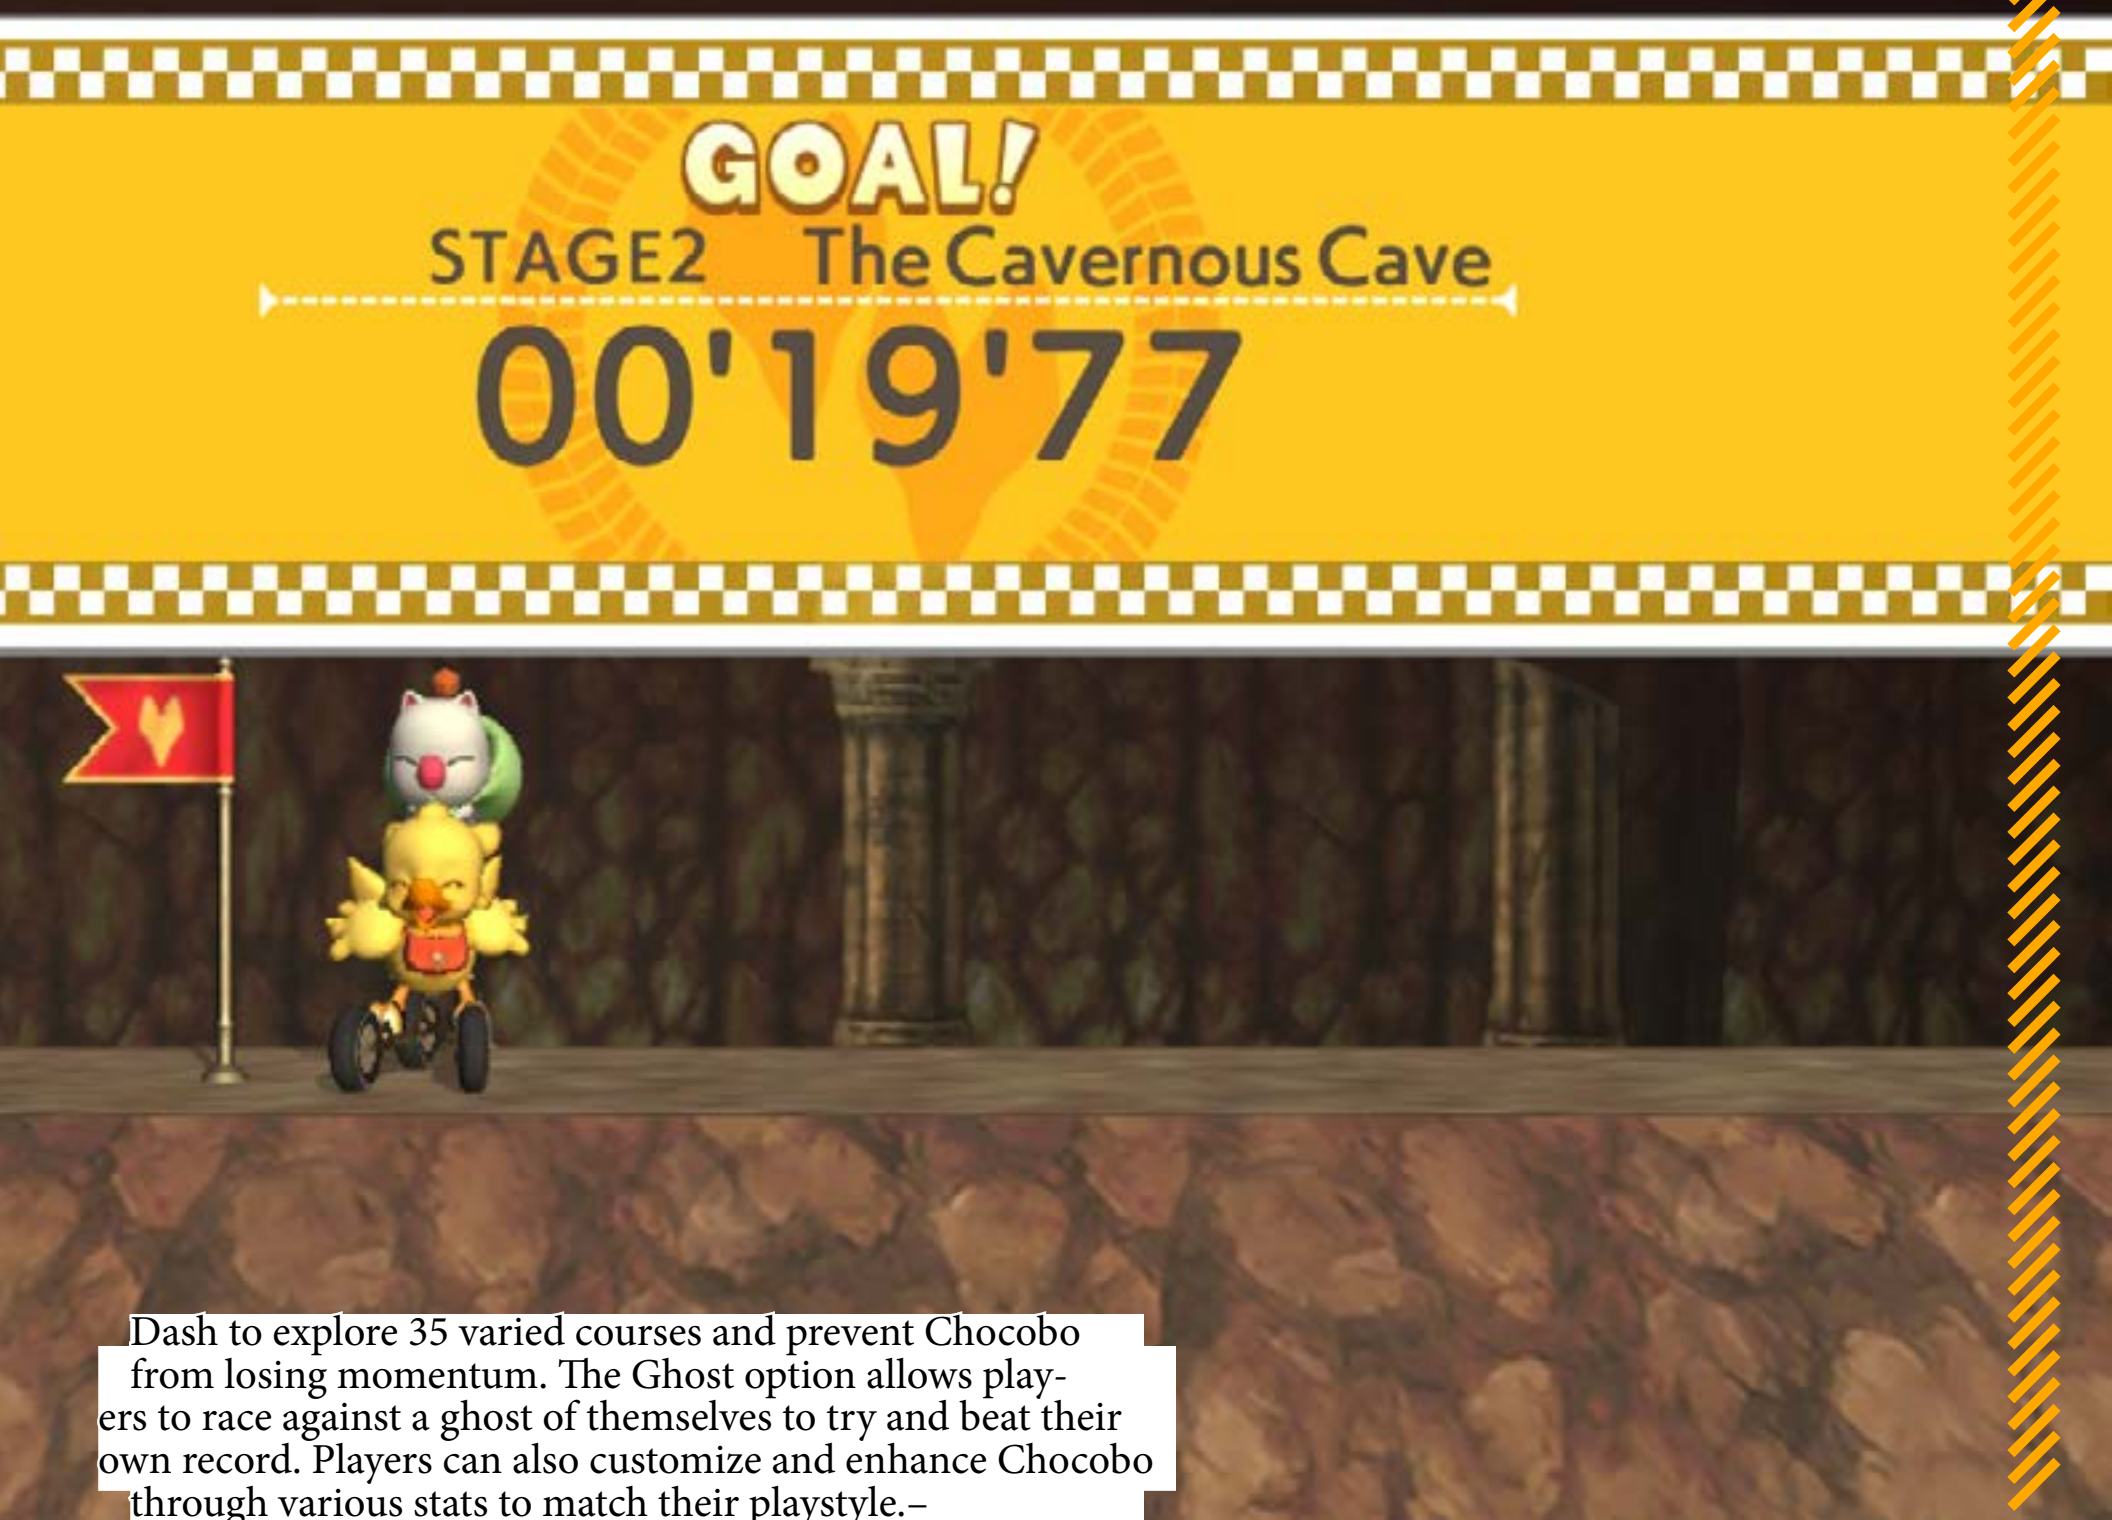 GOAL!
STAGE2 The Cavernous Cave
00'19'77
Dash to explore 35 varied courses and prevent Chocobo
from losing momentum. The Ghost option allows play-
ers to race against a ghost of themselves to try and beat their
own record. Players can also customize and enhance Chocobo
through various stats to match their playstyle.–